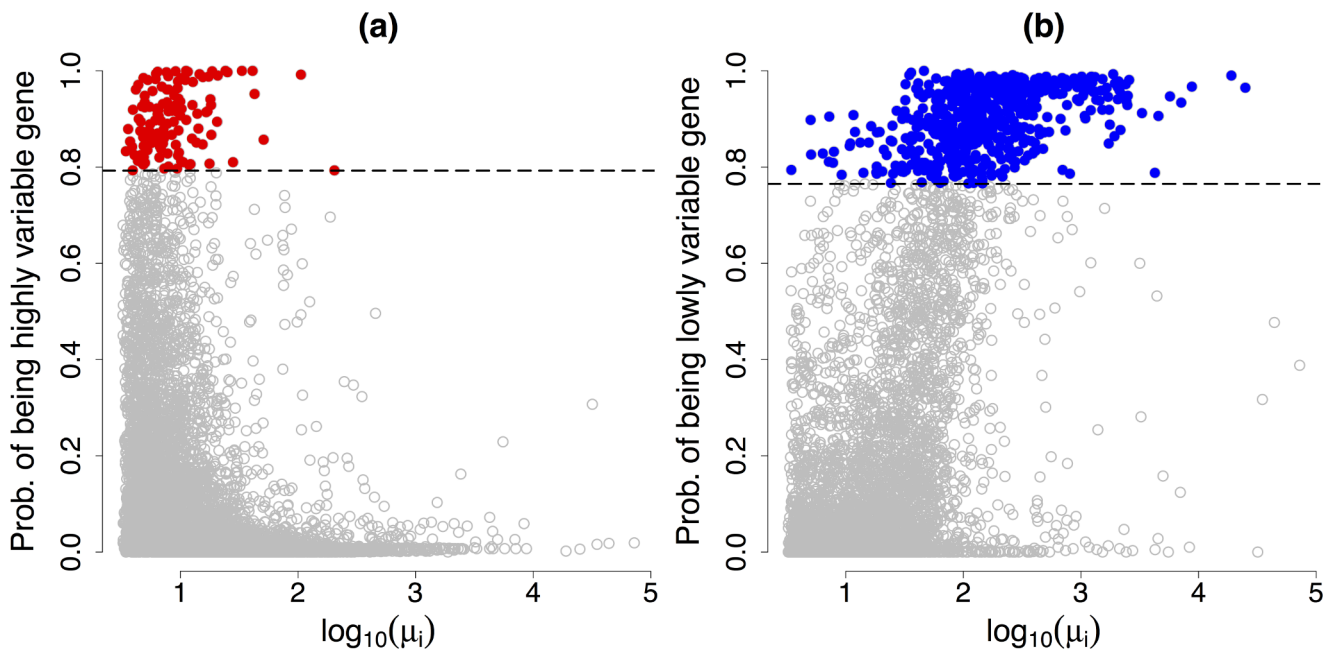 (a)
Prob. of being highly variable gene
0.0 0.2 0.4 0.6 0.8 1.0
1 2 3 4 5
log10(μi)
(b)
Prob. of being lowly variable gene
0.0 0.2 0.4 0.6 0.8 1.0
1 2 3 4 5
log10(μi)